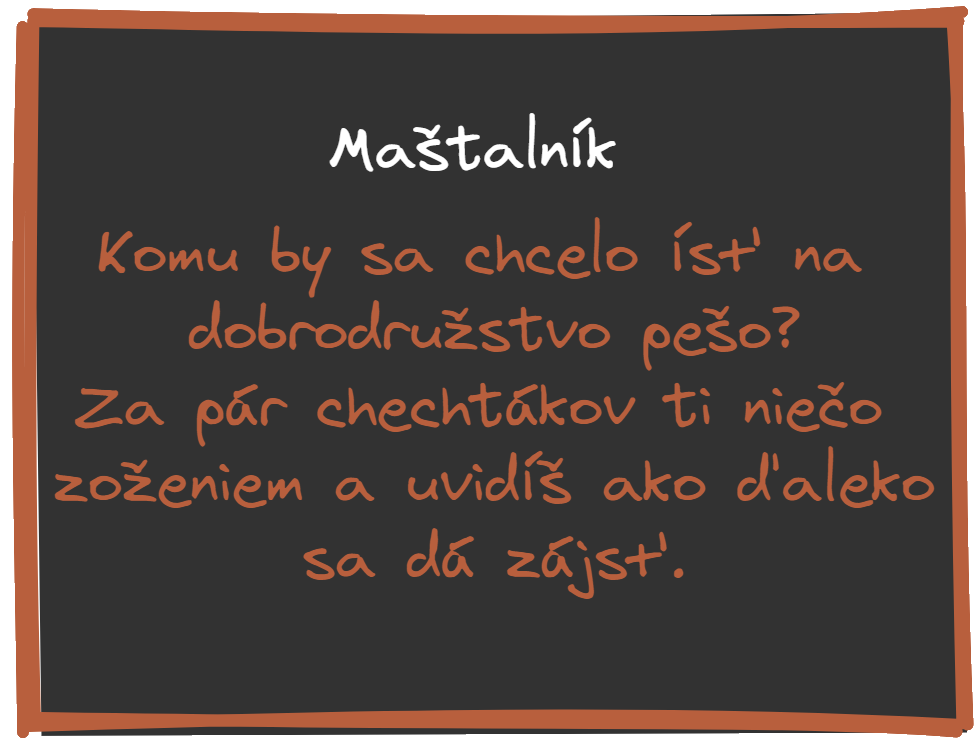 Maštalník
Komu by sa chcelo ísť na
dobrodružstvo pešo?
Za pár chechtákov ti niečo
zoženiem a uvidíš ako ďaleko
sa dá zájsť.